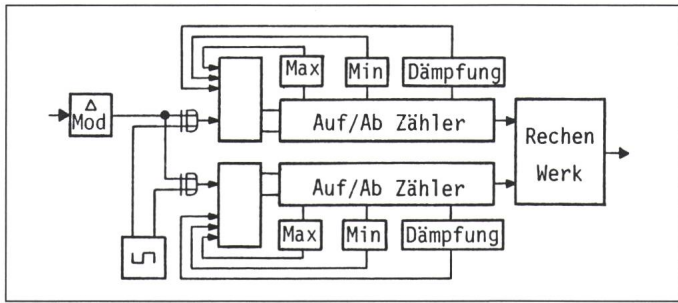 Max Min Dämpfung
Δ
Mod
Auf/Ab Zähler
Rechen
Werk
Auf/Ab Zähler
Max Min Dämpfung